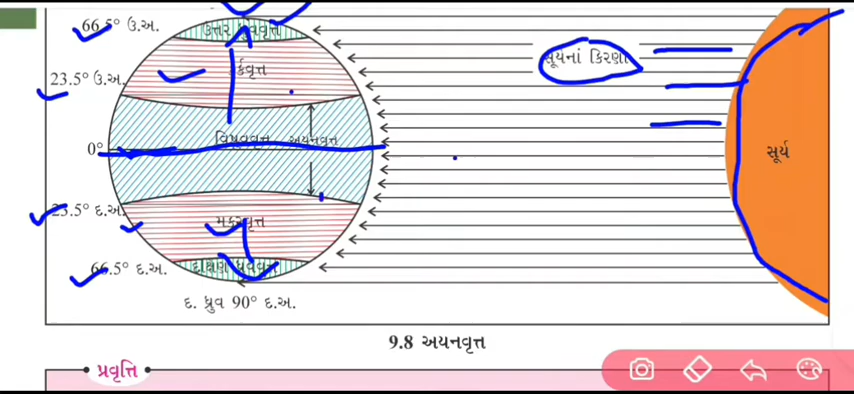 66.5° ઉ.અ.
ઉત્તર ધ્રુવવૃત્ત
સૂર્યનાં કિરણો
23.5° ઉ.અ.
કર્કવૃત્ત
0°
વિષુવવૃત્ત અયનવૃત્ત
સૂર્ય
23.5° દ.અ.
મકરવૃત્ત
66.5° દ.અ.
દક્ષિણ ધ્રુવવૃત્ત
દ. ધ્રુવ 90° દ.અ.
9.8 અયનવૃત્ત
પ્રવૃત્તિ